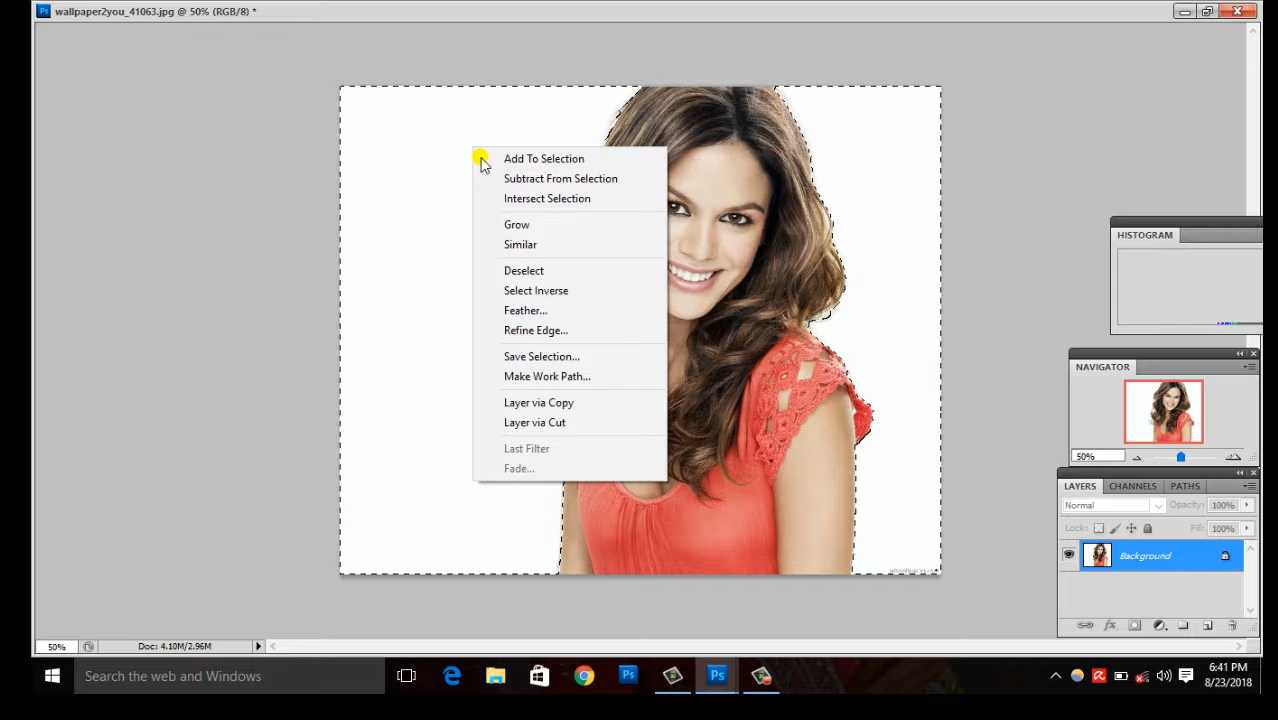 wallpaper2you_41063.jpg @ 50% (RGB/8) *
Add To Selection
Subtract From Selection
Intersect Selection
Grow
Similar
Deselect
Select Inverse
Feather...
Refine Edge...
Save Selection...
Make Work Path...
Layer via Copy
Layer via Cut
Last Filter
Fade...
HISTOGRAM
NAVIGATOR
50%
LAYERS CHANNELS PATHS
Normal Opacity: 100%
Lock: Fill: 100%
Background
50% Doc: 4.10M/2.96M
Search the web and Windows
6:41 PM
8/23/2018